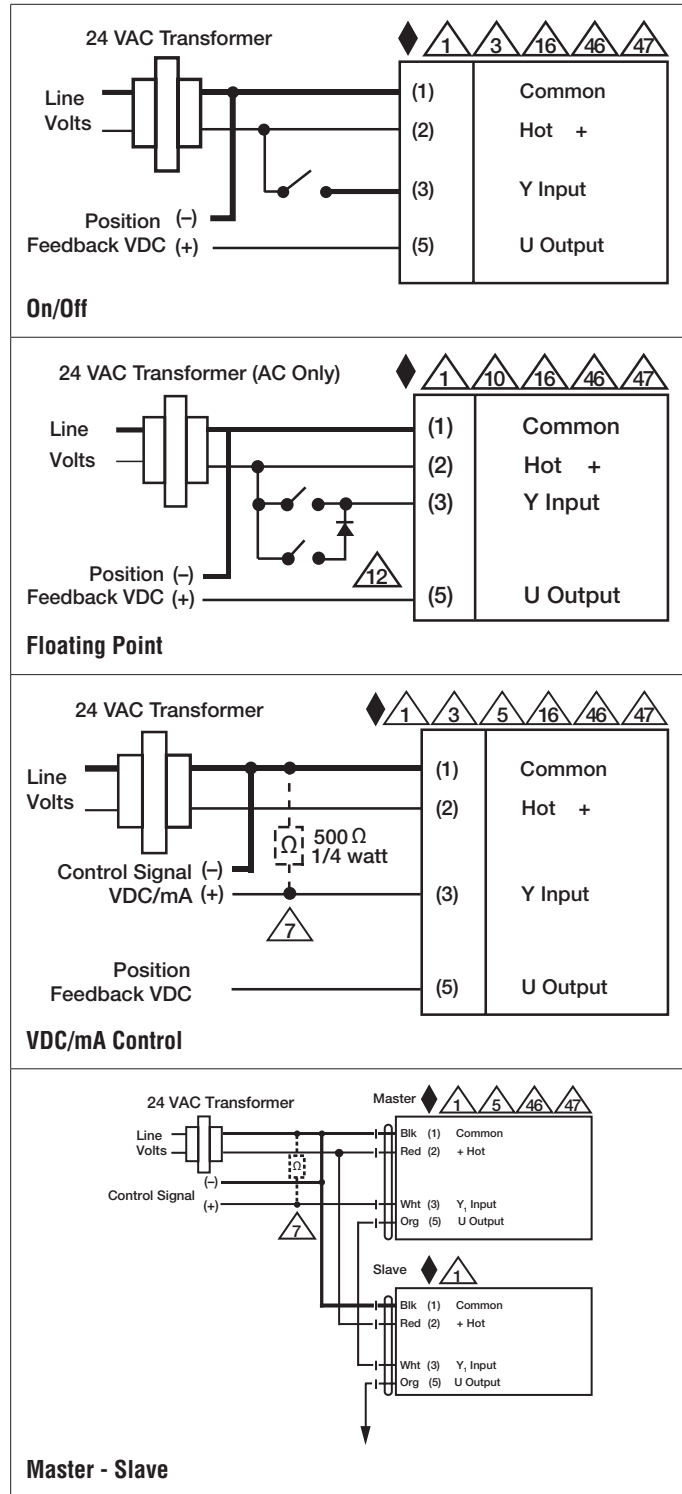 24 VAC Transformer
1 3 16 46 47
Line
Volts
(1) Common
(2) Hot +
(3) Y Input
Position (–)
Feedback VDC (+)
(5) U Output
On/Off
24 VAC Transformer (AC Only)
1 10 16 46 47
Line
Volts
(1) Common
(2) Hot +
(3) Y Input
12
Position (–)
Feedback VDC (+)
(5) U Output
Floating Point
24 VAC Transformer
1 3 5 16 46 47
Line
Volts
(1) Common
(2) Hot +
Ω 500 Ω
1/4 watt
Control Signal (–)
VDC/mA (+)
(3) Y Input
7
Position
Feedback VDC
(5) U Output
VDC/mA Control
24 VAC Transformer
Master 1 5 46 47
Line
Volts
Blk (1) Common
Red (2) + Hot
Ω
Control Signal
(–)
(+)
Wht (3) Y₁ Input
Org (5) U Output
7
Slave 1
Blk (1) Common
Red (2) + Hot
Wht (3) Y₁ Input
Org (5) U Output
Master - Slave